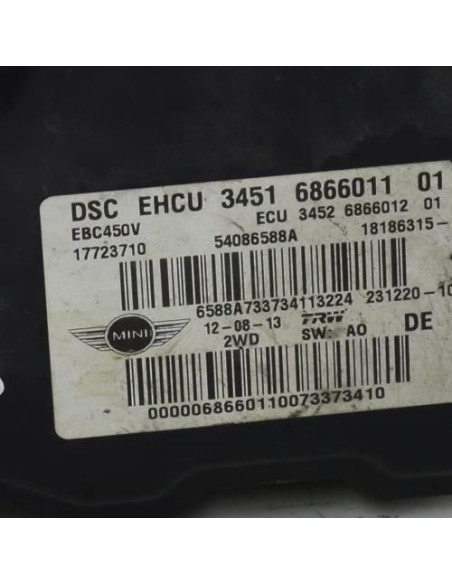 DSC EHCU 3451 6866011 01
EBC450V ECU 3452 6866012 01
17723710 54086588A 18186315-
6588A733734113224 231220-10
MINI 12-08-13 TRW DE
2WD SW: A0
0000068660110073373410